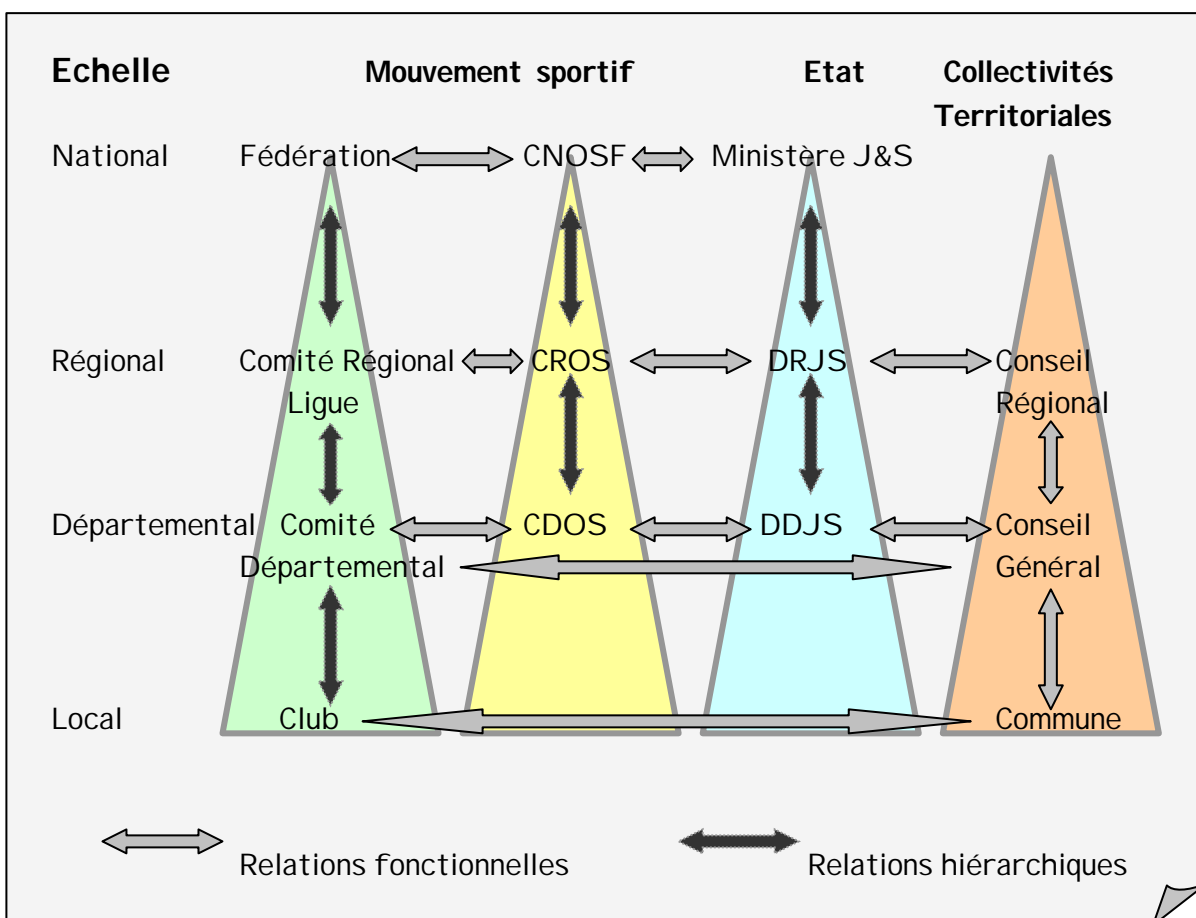 Echelle Mouvement sportif Etat Collectivités
Territoriales
National Fédération CNOSF Ministère J&S
Régional Comité Régional CROS DRJS Conseil
Ligue Régional
Départemental Comité CDOS DDJS Conseil
Départemental Général
Local Club Commune
Relations fonctionnelles Relations hiérarchiques